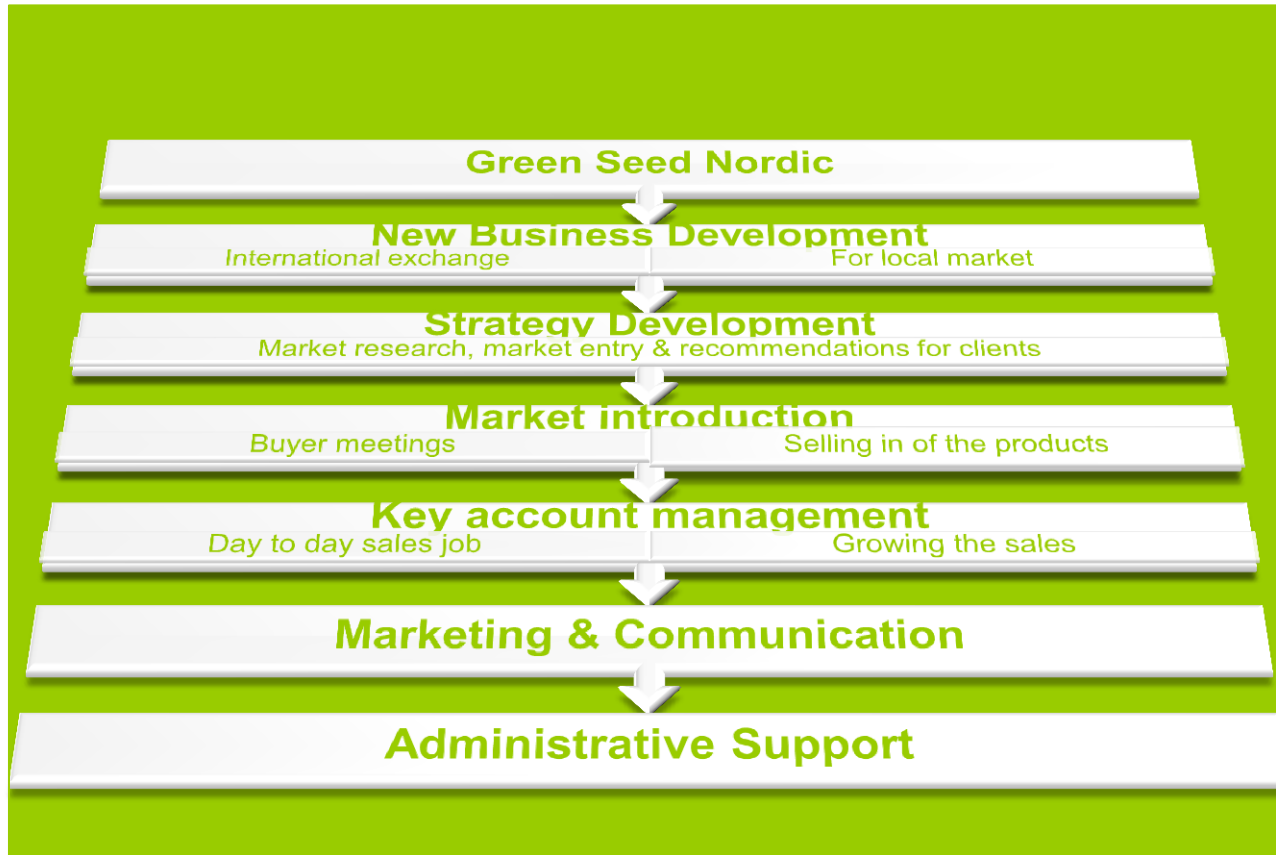 Green Seed Nordic
New Business Development
International exchange For local market
Strategy Development
Market research, market entry & recommendations for clients
Market introduction
Buyer meetings Selling in of the products
Key account management
Day to day sales job Growing the sales
Marketing & Communication
Administrative Support